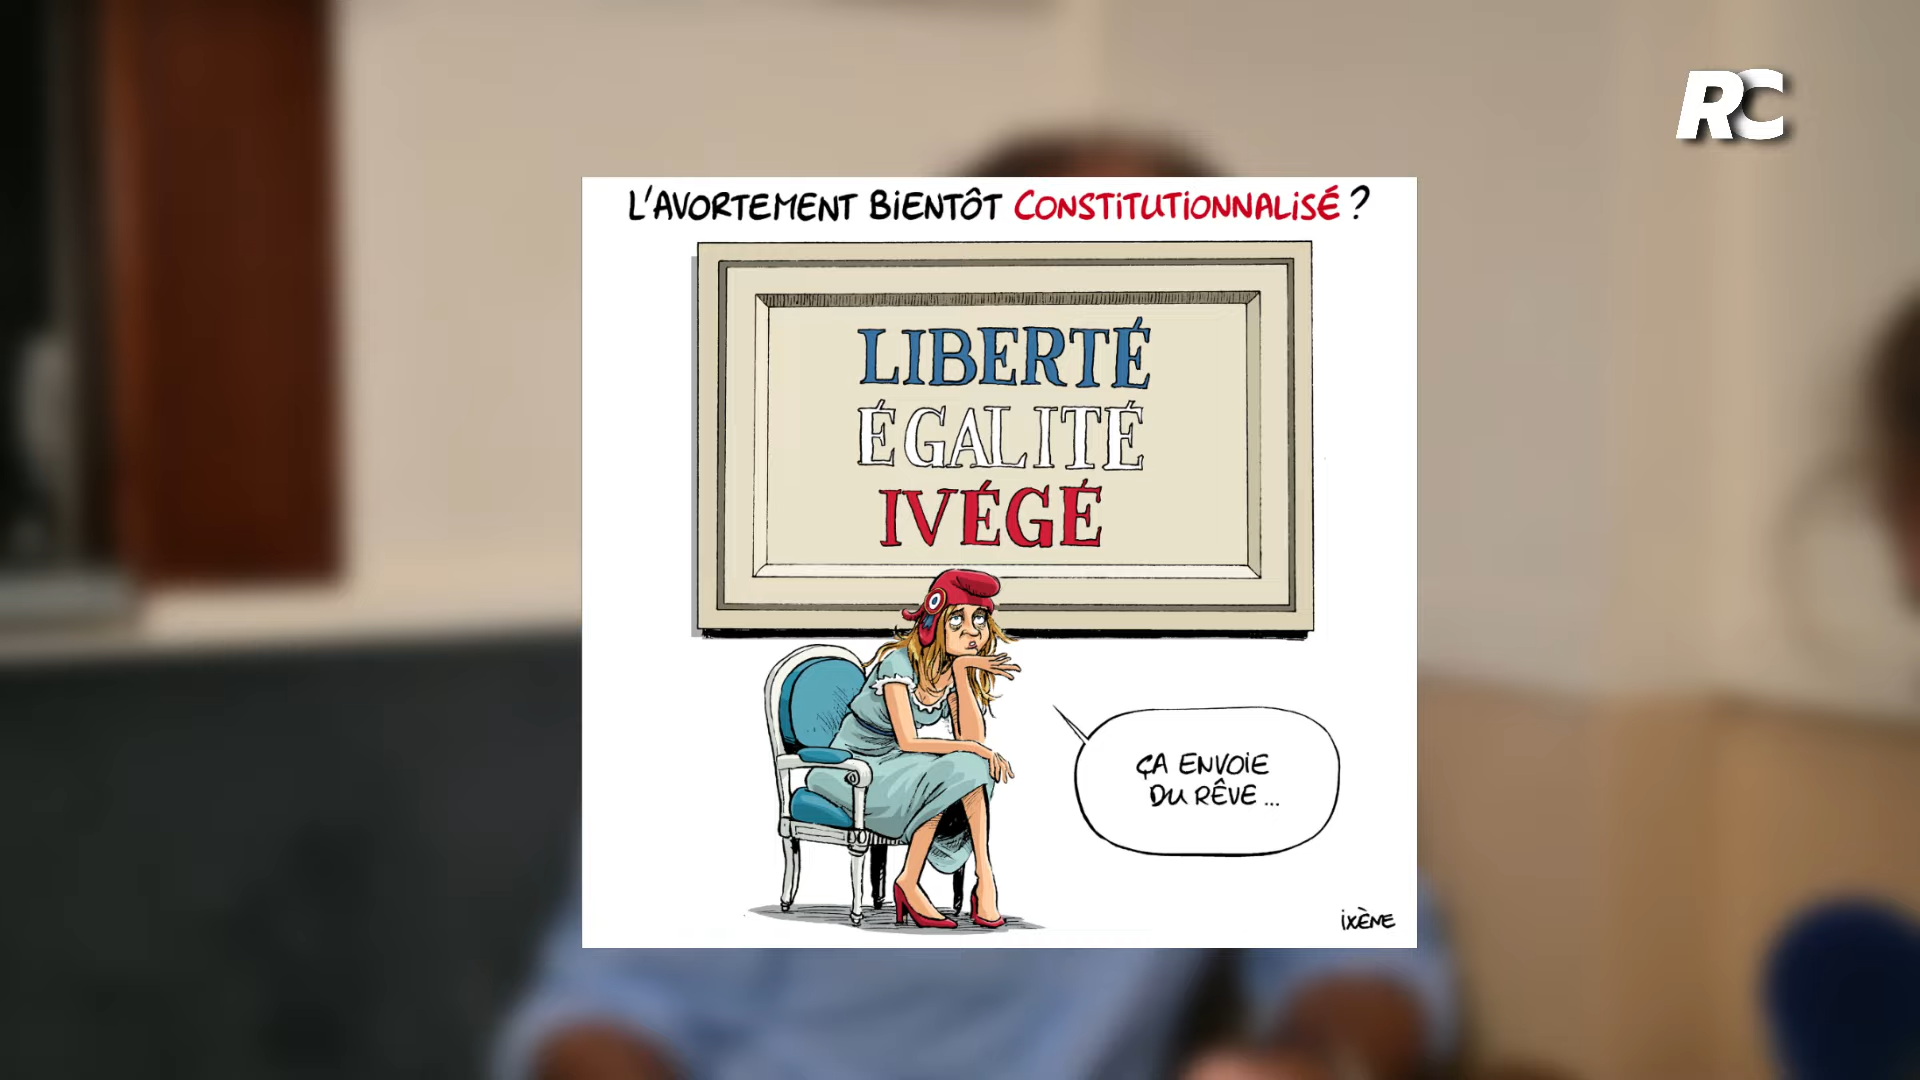 RC
L'AVORTEMENT BIENTÔT CONSTITUTIONNALISÉ ?
LIBERTÉ
ÉGALITÉ
IVÉGÉ
ÇA ENVOIE
DU RÊVE ...
IXÈNE